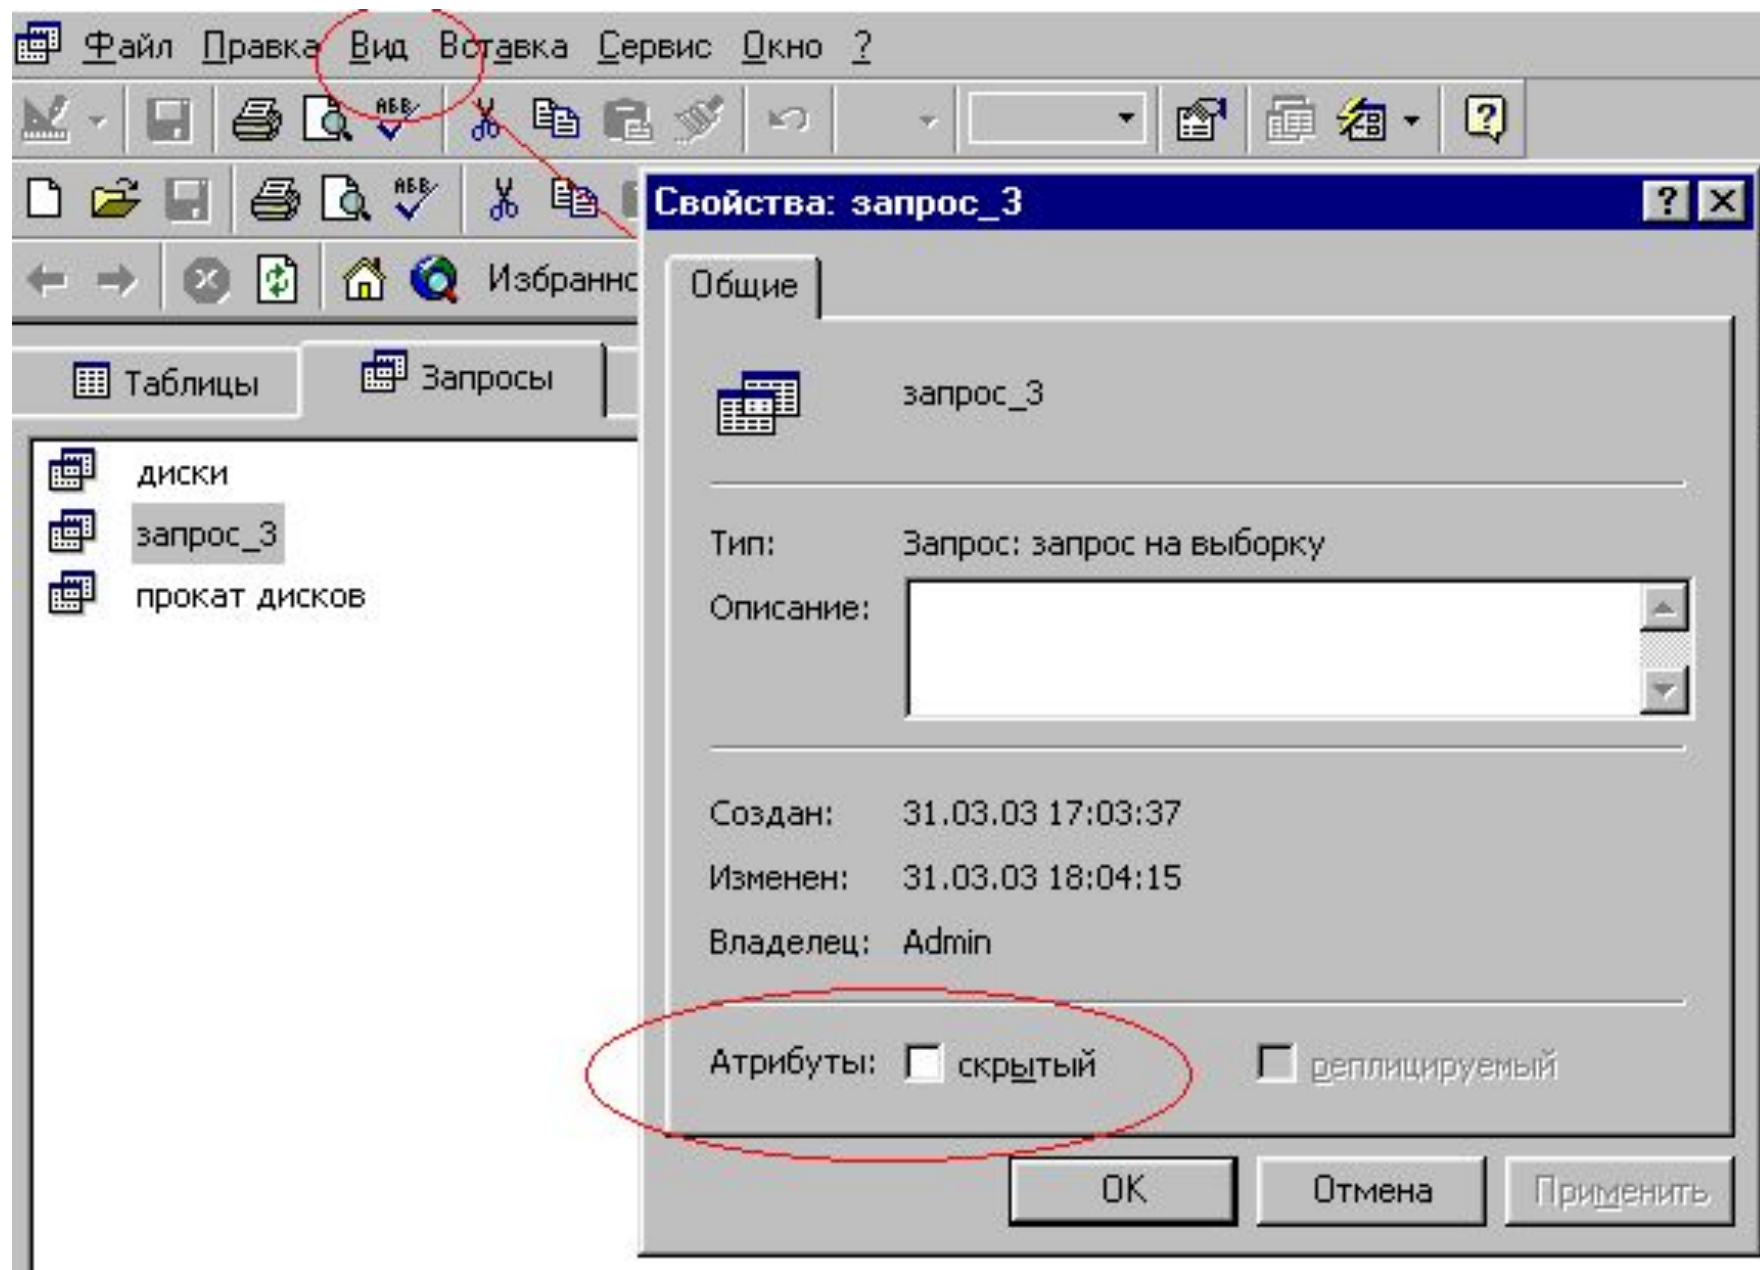 Файл Правка Вид Вставка Сервис Окно ?
Избранно
Таблицы Запросы
диски
запрос_3
прокат дисков
Свойства: запрос_3
Общие
запрос_3
Тип: Запрос: запрос на выборку
Описание:
Создан: 31.03.03 17:03:37
Изменен: 31.03.03 18:04:15
Владелец: Admin
Атрибуты: скрытый реплицируемый
OK Отмена Применить